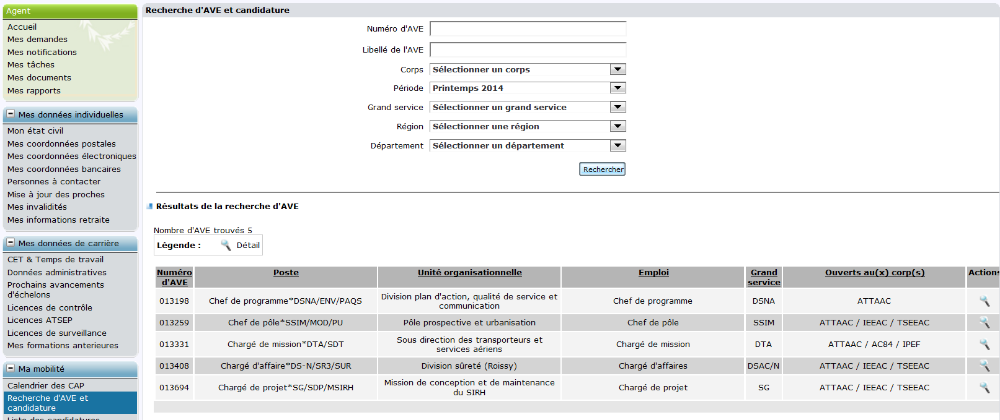 Agent
Accueil
Mes demandes
Mes notifications
Mes tâches
Mes documents
Mes rapports
Mes données individuelles
Mon état civil
Mes coordonnées postales
Mes coordonnées électroniques
Mes coordonnées bancaires
Personnes à contacter
Mise à jour des proches
Mes invalidités
Mes informations retraite
Mes données de carrière
CET & Temps de travail
Données administratives
Prochains avancements
d'échelons
Licences de contrôle
Licences ATSEP
Licences de surveillance
Mes formations anterieures
Ma mobilité
Calendrier des CAP
Recherche d'AVE et
candidature
Liste des candidatures
Recherche d'AVE et candidature
Numéro d'AVE
Libellé de l'AVE
Corps Sélectionner un corps
Période Printemps 2014
Grand service Sélectionner un grand service
Région Sélectionner une région
Département Sélectionner un département
Rechercher
Résultats de la recherche d'AVE
Nombre d'AVE trouvés 5
Légende : Détail
Numéro d'AVE Poste Unité organisationnelle Emploi Grand service Ouverts au(x) corp(s) Actions
013198 Chef de programme*DSNA/ENV/PAQS Division plan d'action, qualité de service et communication Chef de programme DSNA ATTAAC
013259 Chef de pôle*SSIM/MOD/PU Pôle prospective et urbanisation Chef de pôle SSIM ATTAAC / IEEAC / TSEEAC
013331 Chargé de mission*DTA/SDT Sous direction des transporteurs et services aériens Chargé de mission DTA ATTAAC / AC84 / IPEF
013408 Chargé d'affaire*DS-N/SR3/SUR Division sûreté (Roissy) Chargé d'affaires DSAC/N ATTAAC / IEEAC / TSEEAC
013694 Chargé de projet*SG/SDP/MSIRH Mission de conception et de maintenance du SIRH Chargé de projet SG ATTAAC / IEEAC / TSEEAC